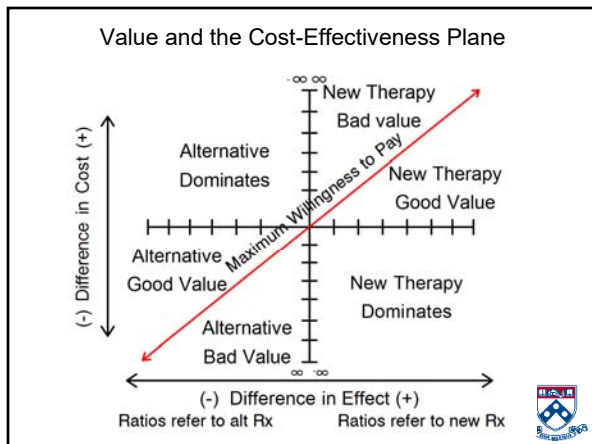 Value and the Cost-Effectiveness Plane
-∞ ∞
New Therapy
Bad value
Alternative
Dominates
Maximum Willingness to Pay
New Therapy
Good Value
(-) Difference in Cost (+)
Alternative
Good Value
New Therapy
Dominates
Alternative
Bad Value
∞ -∞
(-) Difference in Effect (+)
Ratios refer to alt Rx
Ratios refer to new Rx